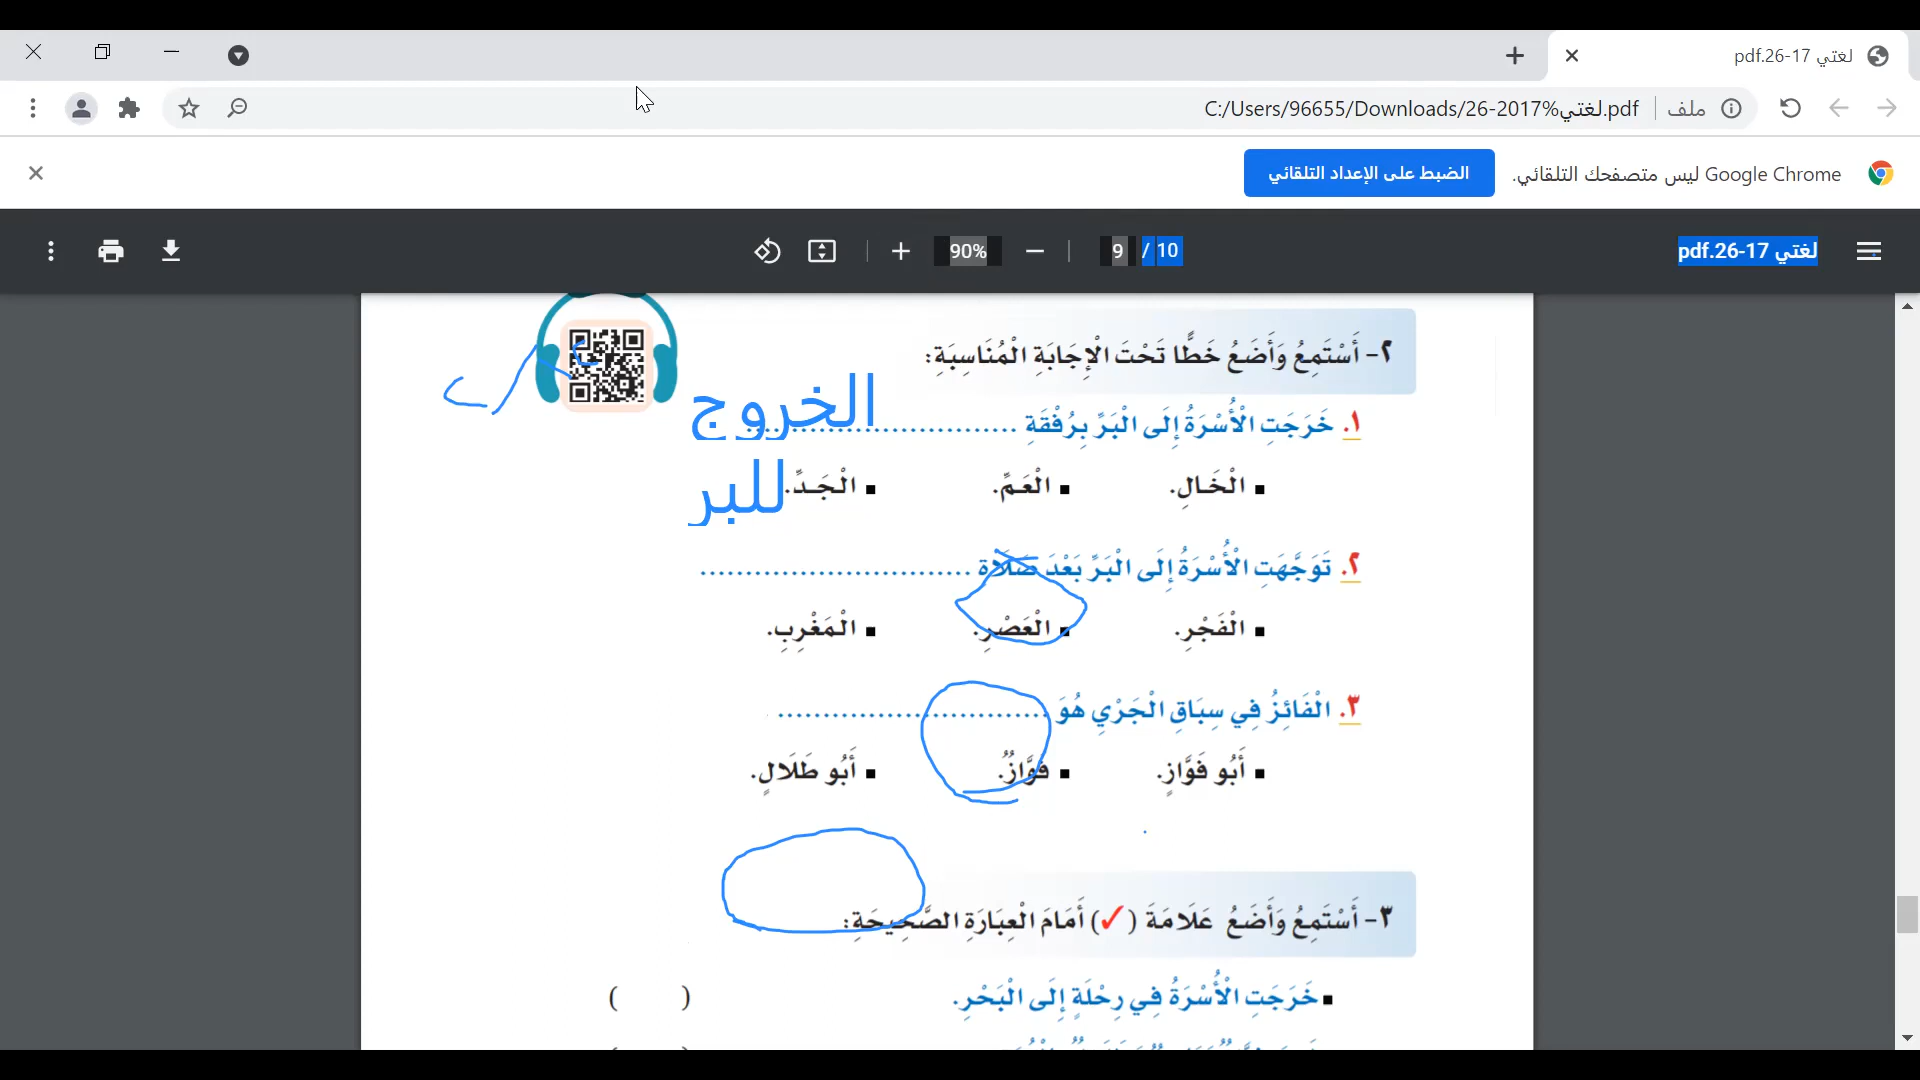 لغتي 17-26.pdf
C:/Users/96655/Downloads/26-2017%لغتي.pdf
ملف
Google Chrome ليس متصفحك التلقائي.
الضبط على الإعداد التلقائي
لغتي 17-26.pdf
9 / 10
90%
٢- أَسْتَمِعُ وَأَضَعُ خَطًّا تَحْتَ الْإِجَابَةِ الْمُنَاسِبَةِ:
١. خَرَجَتِ الْأُسْرَةُ إِلَى الْبَرِّ بِرُفْقَةِ ..............................
الخروج
للبر
▪ الْخَـالِ. ▪ الْعَـمِّ. ▪ الْجَـدِّ.
٢. تَوَجَّهَتِ الْأُسْرَةُ إِلَى الْبَرِّ بَعْدَ صَلَاة ..............................
▪ الْفَجْرِ. ▪ الْعَصْرِ. ▪ الْمَغْرِبِ.
٣. الْفَائِزُ فِي سِبَاقِ الْجَرْيِ هُوَ ..............................
▪ أَبُو فَوَّازٍ. ▪ فَوَّازٌ. ▪ أَبُو طَلَالٍ.
٣- أَسْتَمِعُ وَأَضَعُ عَلَامَةَ (✓) أَمَامَ الْعِبَارَةِ الصَّحِيحَةِ:
▪ خَرَجَتِ الْأُسْرَةُ فِي رِحْلَةٍ إِلَى الْبَحْرِ. ( )